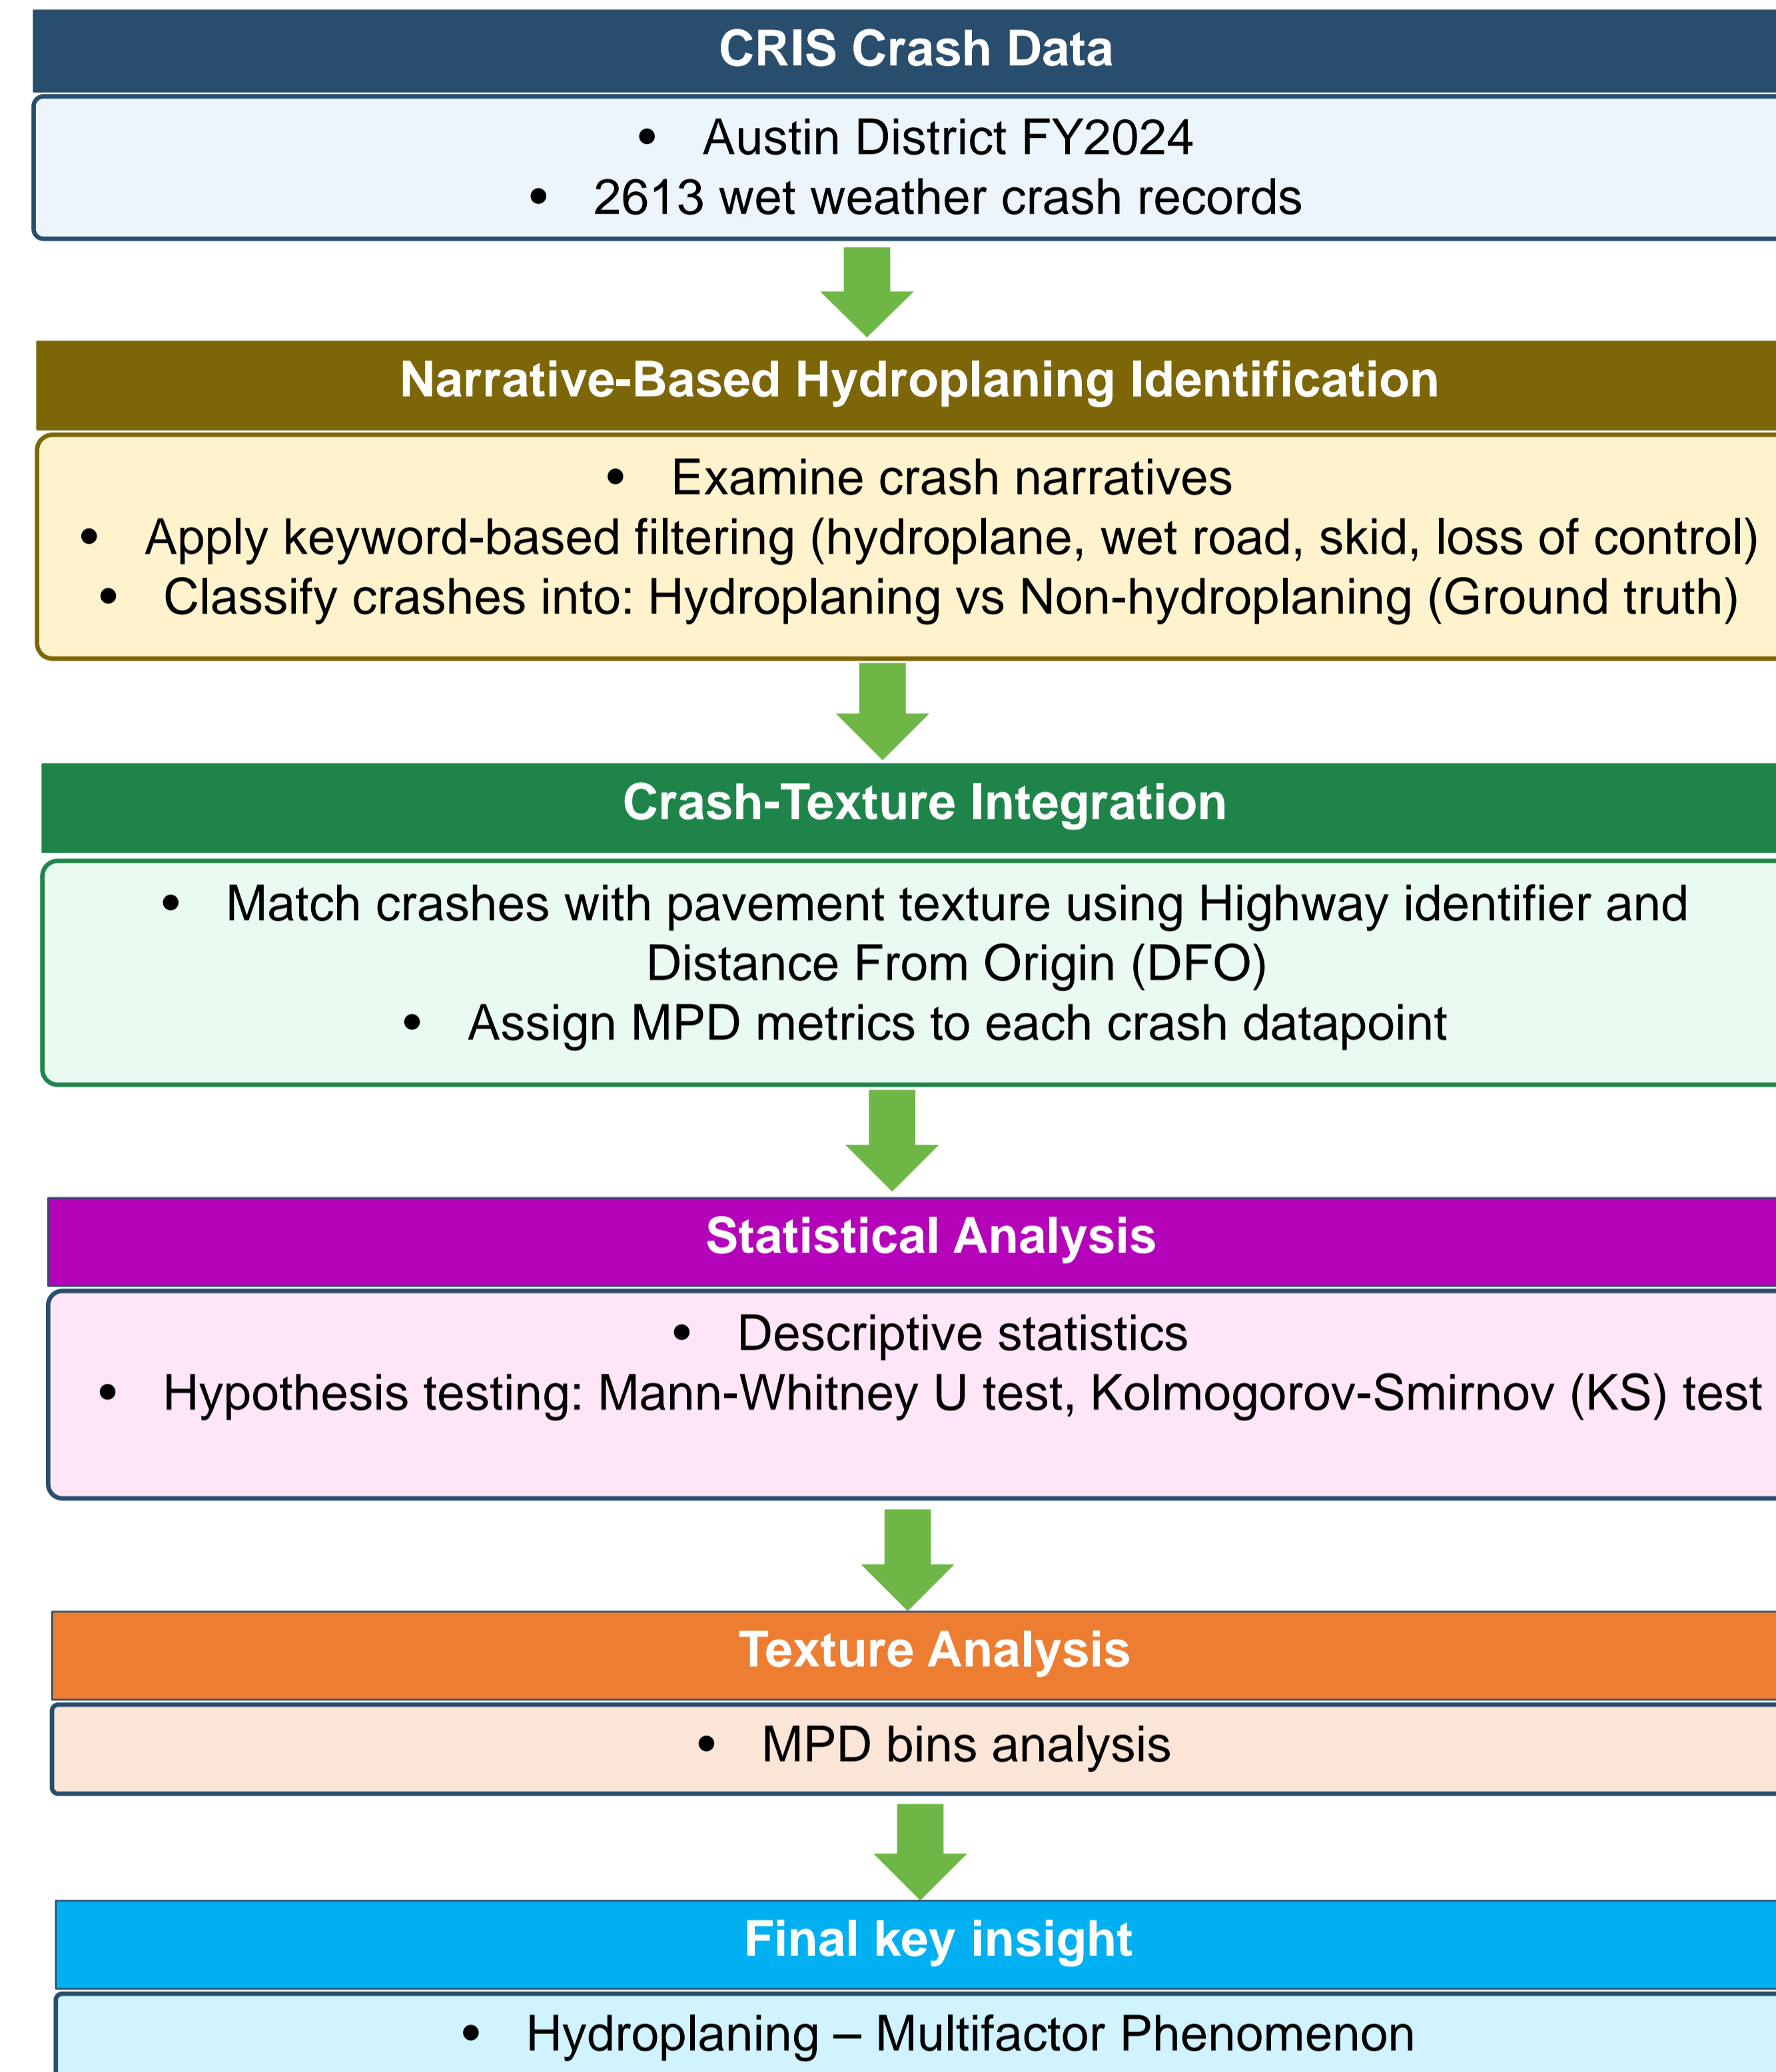 CRIS Crash Data
• Austin District FY2024
• 2613 wet weather crash records
Narrative-Based Hydroplaning Identification
• Examine crash narratives
• Apply keyword-based filtering (hydroplane, wet road, skid, loss of control)
• Classify crashes into: Hydroplaning vs Non-hydroplaning (Ground truth)
Crash-Texture Integration
• Match crashes with pavement texture using Highway identifier and
Distance From Origin (DFO)
• Assign MPD metrics to each crash datapoint
Statistical Analysis
• Descriptive statistics
• Hypothesis testing: Mann-Whitney U test, Kolmogorov-Smirnov (KS) test
Texture Analysis
• MPD bins analysis
Final key insight
• Hydroplaning – Multifactor Phenomenon